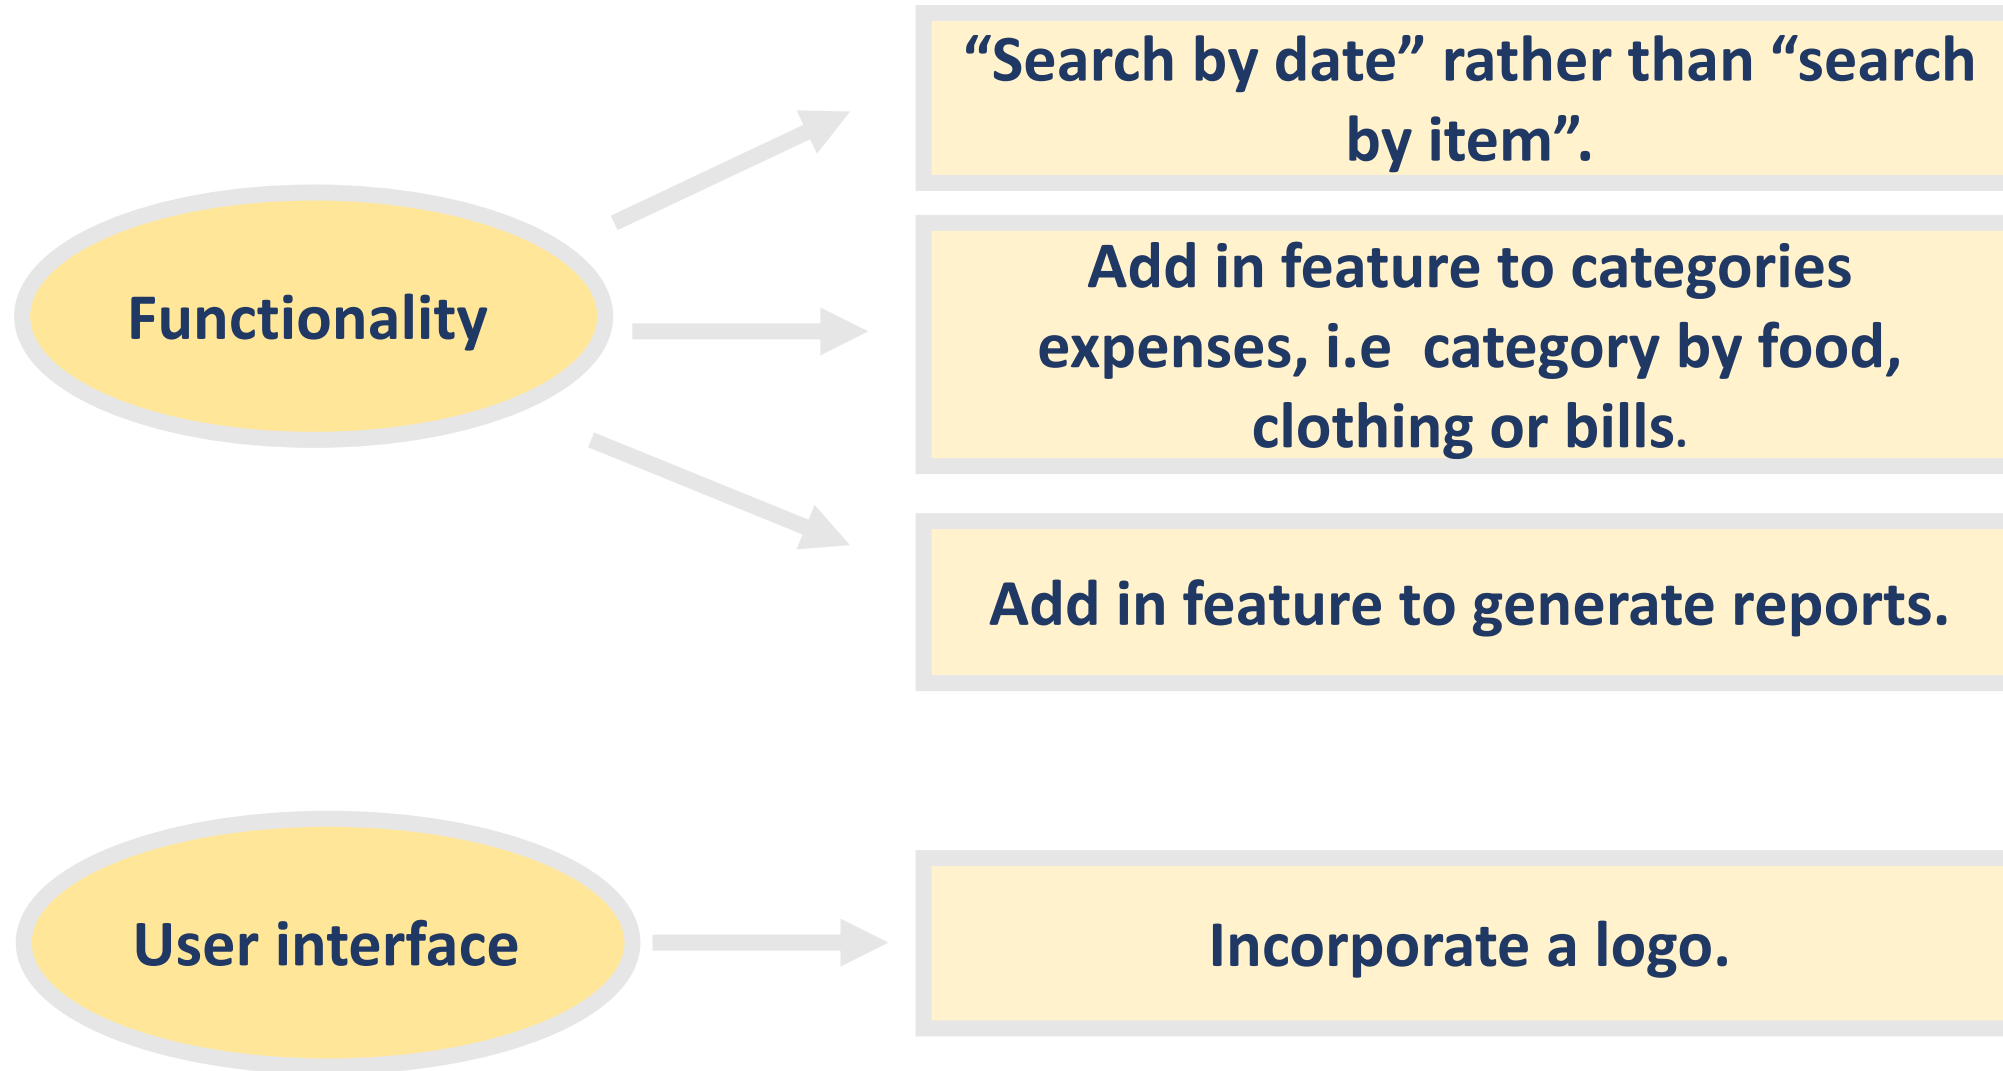 “Search by date” rather than “search
by item”.
Functionality
Add in feature to categories
expenses, i.e  category by food,
clothing or bills.
Add in feature to generate reports.
User interface
Incorporate a logo.